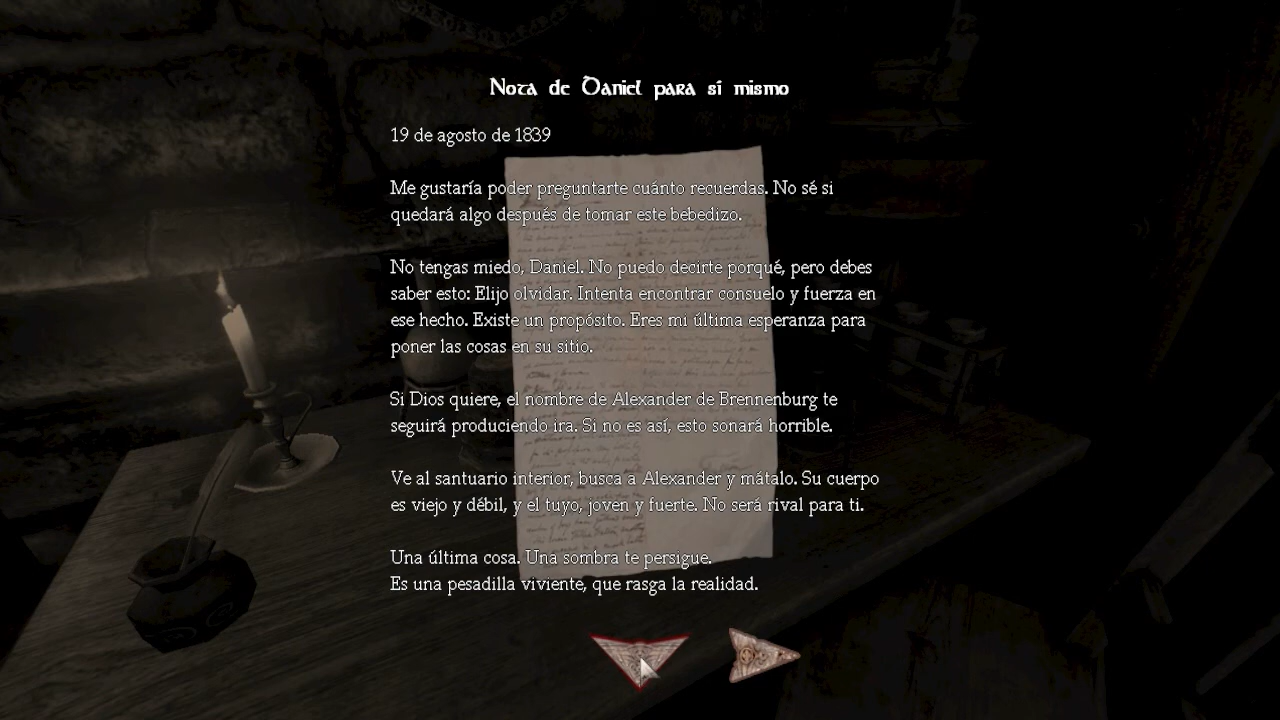 Nota de Daniel para sí mismo
19 de agosto de 1839
Me gustaría poder preguntarte cuánto recuerdas. No sé si
quedará algo después de tomar este bebedizo.
No tengas miedo, Daniel. No puedo decirte porqué, pero debes
saber esto: Elijo olvidar. Intenta encontrar consuelo y fuerza en
ese hecho. Existe un propósito. Eres mi última esperanza para
poner las cosas en su sitio.
Si Dios quiere, el nombre de Alexander de Brennenburg te
seguirá produciendo ira. Si no es así, esto sonará horrible.
Ve al santuario interior, busca a Alexander y mátalo. Su cuerpo
es viejo y débil, y el tuyo, joven y fuerte. No será rival para ti.
Una última cosa. Una sombra te persigue.
Es una pesadilla viviente, que rasga la realidad.